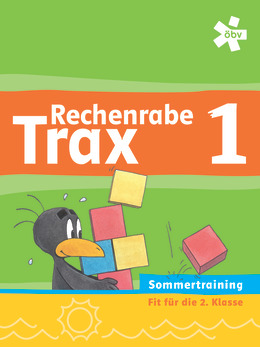 öbv
Rechenrabe
Trax 1
Sommertraining
Fit für die 2. Klasse